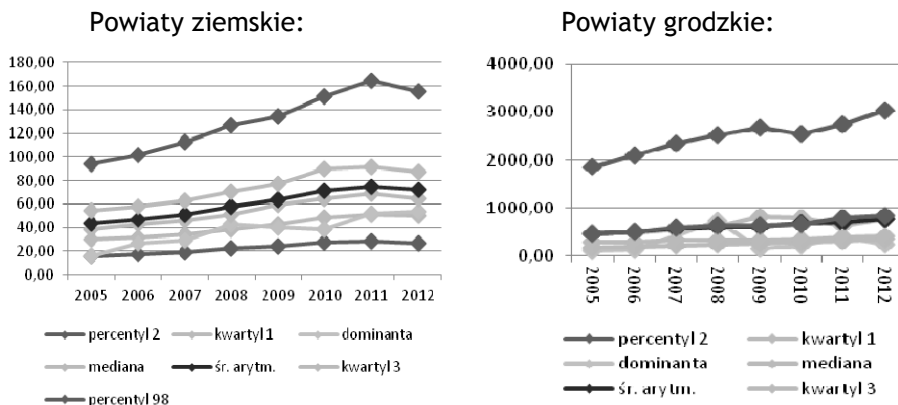 Powiaty ziemskie:
180,00
160,00
140,00
120,00
100,00
80,00
60,00
40,00
20,00
0,00
2005 2006 2007 2008 2009 2010 2011 2012
percentyl 2 kwartyl 1 dominanta
mediana śr. arytm. kwartyl 3
percentyl 98
Powiaty grodzkie:
4000,00
3000,00
2000,00
1000,00
0,00
2005 2006 2007 2008 2009 2010 2011 2012
percentyl 2 kwartyl 1
dominanta mediana
śr. arytm. kwartyl 3